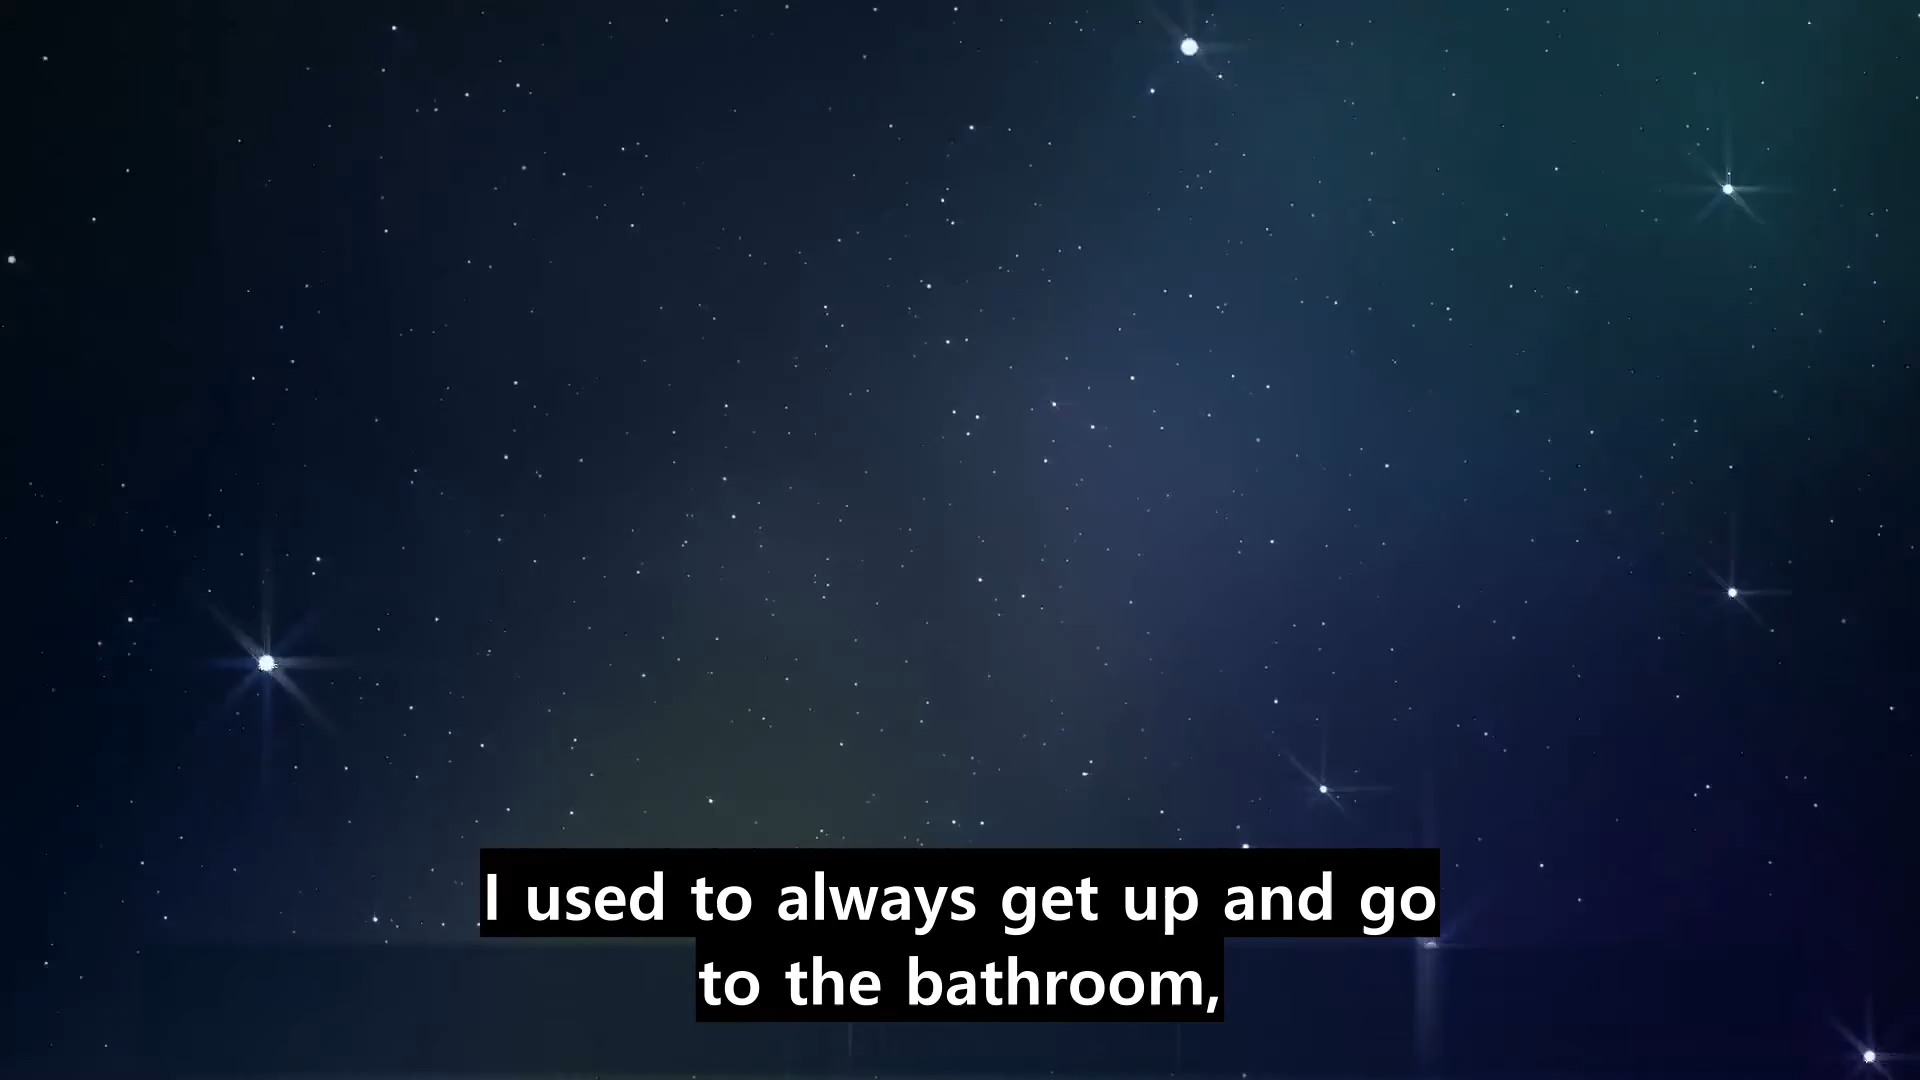 I used to always get up and go
to the bathroom,